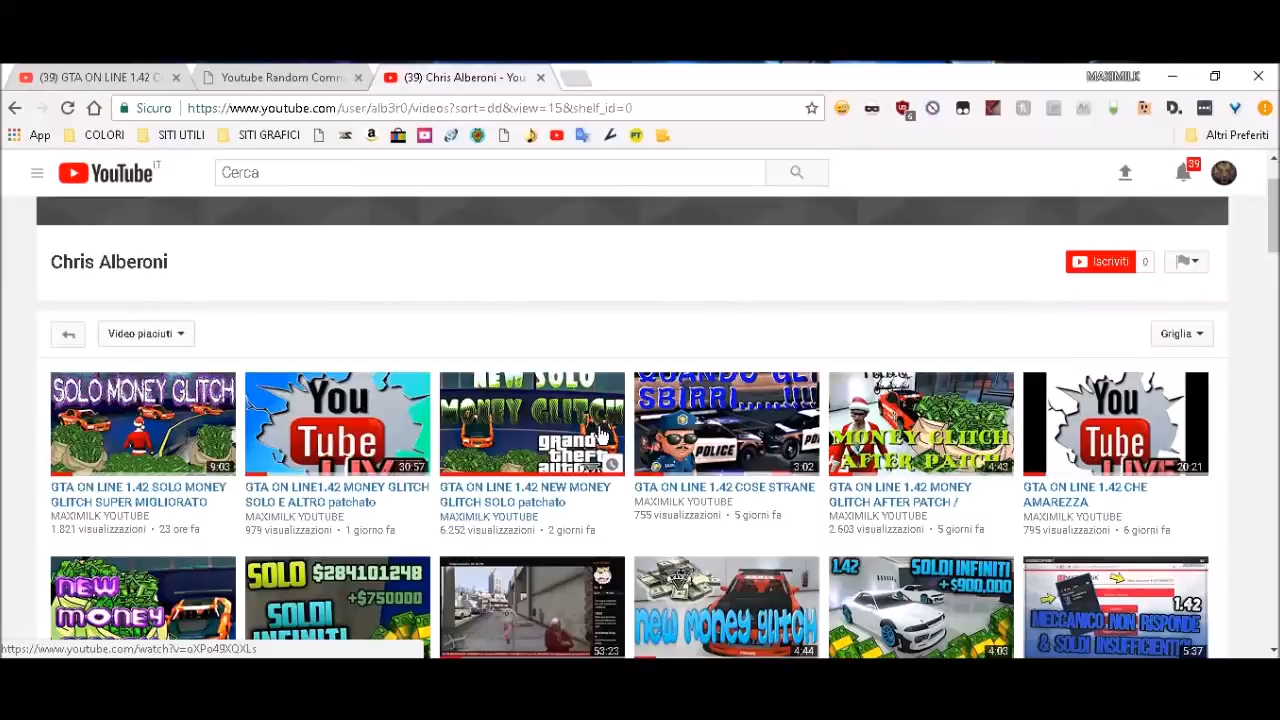 (39) GTA ON LINE 1.42 C
Youtube Random Comm
(39) Chris Alberoni - You
MAXIMILK
Sicuro
https://www.youtube.com/user/alb3r0/videos?sort=dd&view=15&shelf_id=0
6
App
COLORI
SITI UTILI
SITI GRAFICI
PT
Altri Preferiti
YouTube IT
Cerca
39
Chris Alberoni
Iscriviti
0
Video piaciuti
Griglia
SOLO MONEY GLITCH
9:03
You
Tube
LIVE
30:57
NEW SOLO
MONEY GLITCH
grand
theft
auto
QUANDO GLI
SBIRRI.....!!!
POLICE
3:02
MONEY GLITCH
AFTER PATCH
4:43
You
Tube
LIVE
20:21
GTA ON LINE 1.42 SOLO MONEY
GLITCH SUPER MIGLIORATO
MAXIMILK YOUTUBE
1.821 visualizzazioni • 23 ore fa
GTA ON LINE1.42 MONEY GLITCH
SOLO E ALTRO patchato
MAXIMILK YOUTUBE
979 visualizzazioni • 1 giorno fa
GTA ON LINE 1.42 NEW MONEY
GLITCH SOLO patchato
MAXIMILK YOUTUBE
6.252 visualizzazioni • 2 giorni fa
GTA ON LINE 1.42 COSE STRANE
MAXIMILK YOUTUBE
755 visualizzazioni • 5 giorni fa
GTA ON LINE 1.42 MONEY
GLITCH AFTER PATCH /
MAXIMILK YOUTUBE
2.603 visualizzazioni • 5 giorni fa
GTA ON LINE 1.42 CHE
AMAREZZA
MAXIMILK YOUTUBE
795 visualizzazioni • 6 giorni fa
NEW
MONEY
SOLO $284101248
+$750000
SOLDI
INFINITI
53:23
NEW MONEY GLITCH
4:44
1.42
SOLDI INFINITI
+$900,000
4:03
1.42
MECCANICO NON RISPONDE
& SOLDI INSUFFICIENTI
5:37
https://www.youtube.com/watch?v=oXPo49XQXLs